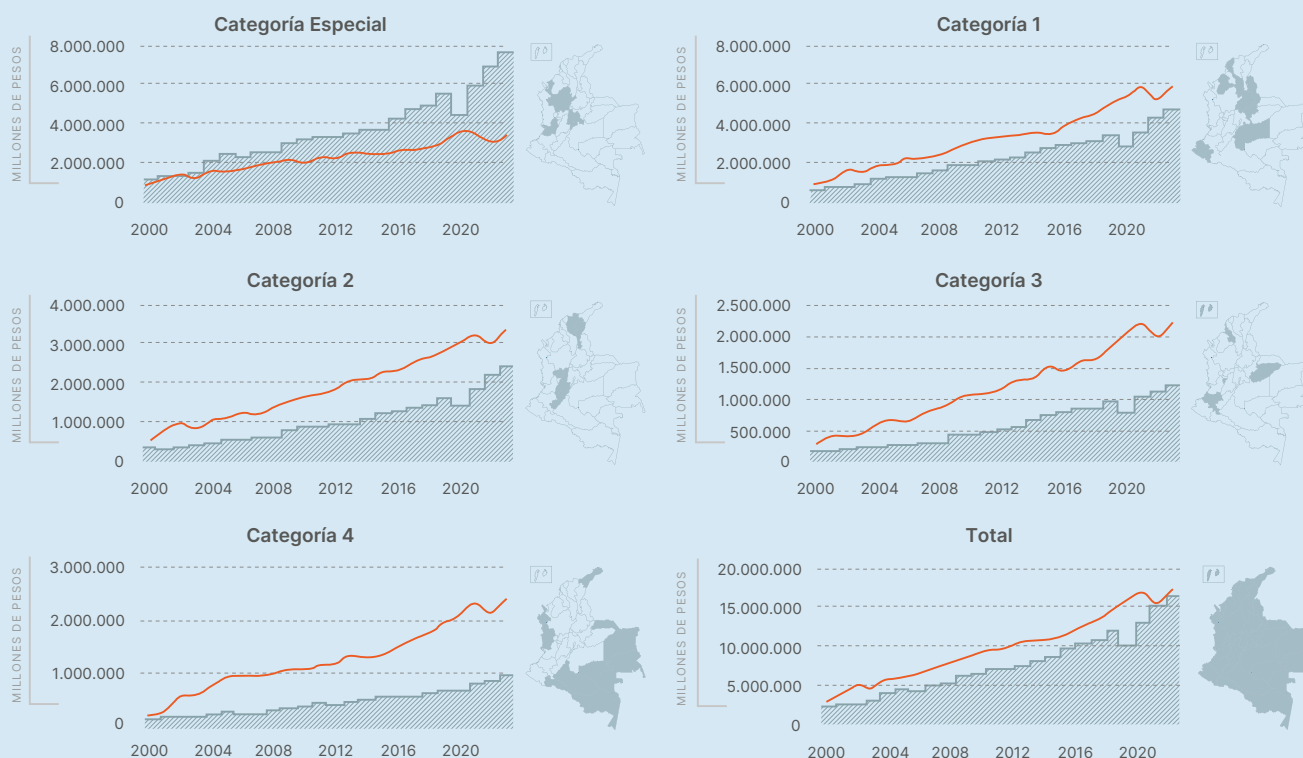 Categoría Especial
MILLONES DE PESOS
8.000.000
6.000.000
4.000.000
2.000.000
0
2000 2004 2008 2012 2016 2020
Categoría 1
MILLONES DE PESOS
8.000.000
6.000.000
4.000.000
2.000.000
0
2000 2004 2008 2012 2016 2020
Categoría 2
MILLONES DE PESOS
4.000.000
3.000.000
2.000.000
1.000.000
0
2000 2004 2008 2012 2016 2020
Categoría 3
MILLONES DE PESOS
2.500.000
2.000.000
1.500.000
1.000.000
500.000
0
2000 2004 2008 2012 2016 2020
Categoría 4
MILLONES DE PESOS
3.000.000
2.000.000
1.000.000
0
2000 2004 2008 2012 2016 2020
Total
MILLONES DE PESOS
20.000.000
15.000.000
10.000.000
5.000.000
0
2000 2004 2008 2012 2016 2020